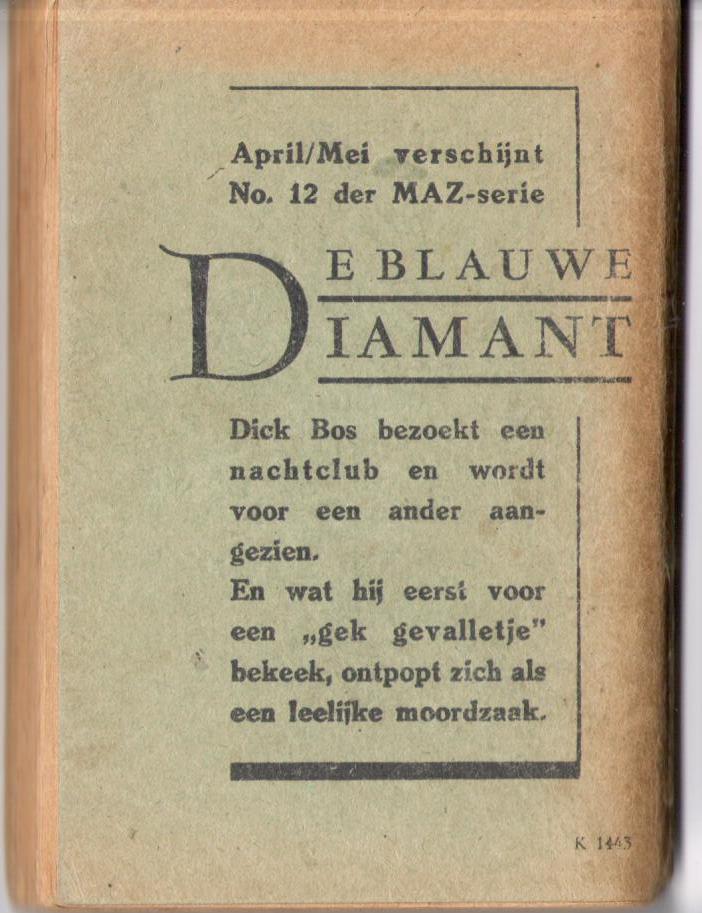 April/Mei verschijnt
No. 12 der MAZ-serie
DE BLAUWE
DIAMANT
Dick Bos bezoekt een
nachtclub en wordt
voor een ander aan-
gezien.
En wat hij eerst voor
een „gek gevalletje”
bekeek, ontpopt zich als
een leelijke moordzaak.
K 1443